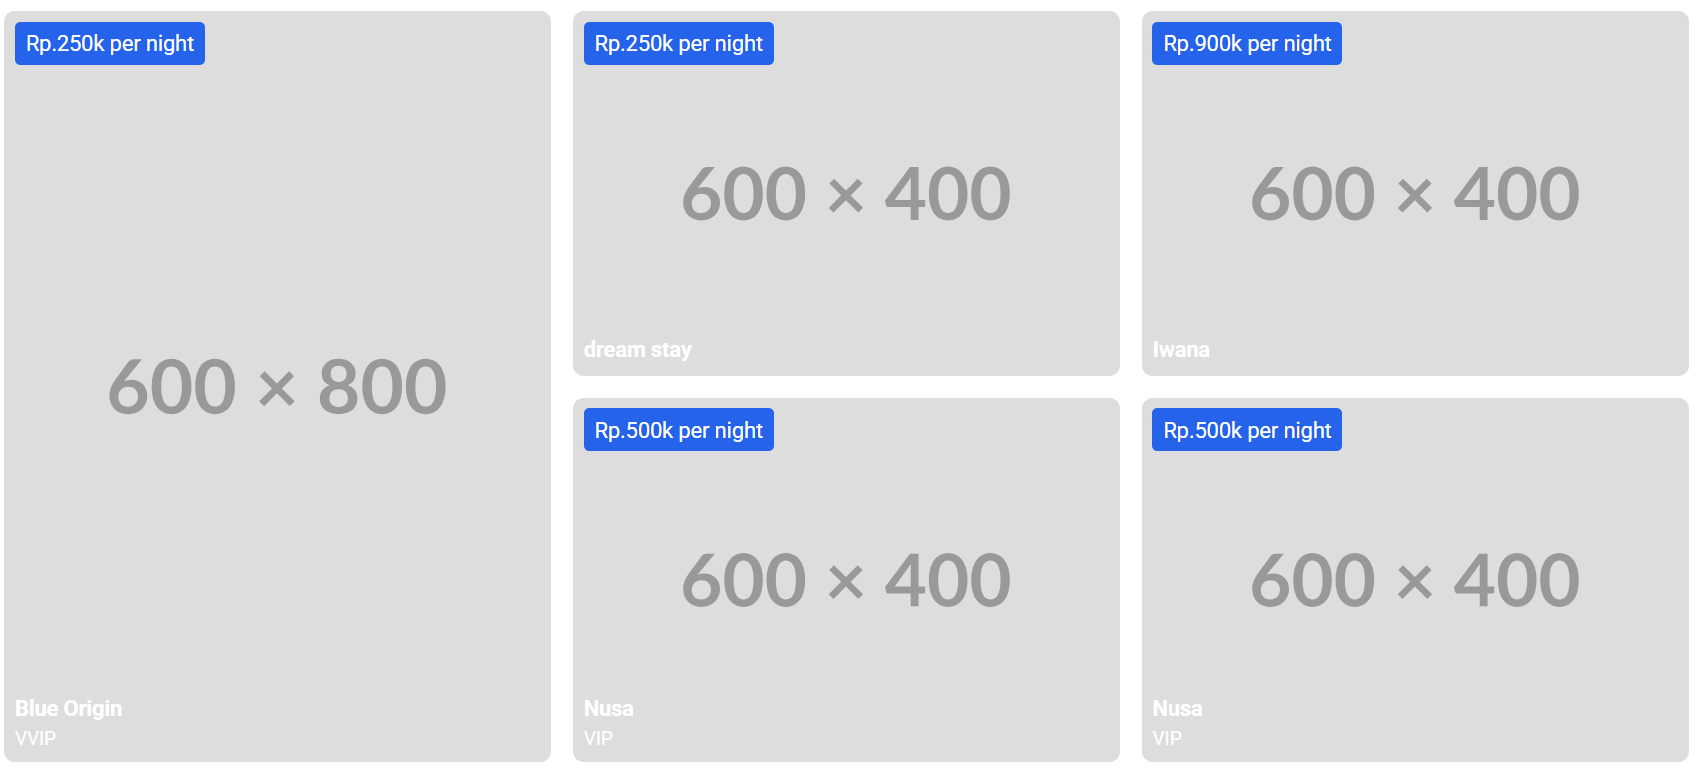 Rp.250k per night
600 × 800
Blue Origin
VVIP
Rp.250k per night
600 × 400
dream stay
Rp.900k per night
600 × 400
Iwana
Rp.500k per night
600 × 400
Nusa
VIP
Rp.500k per night
600 × 400
Nusa
VIP